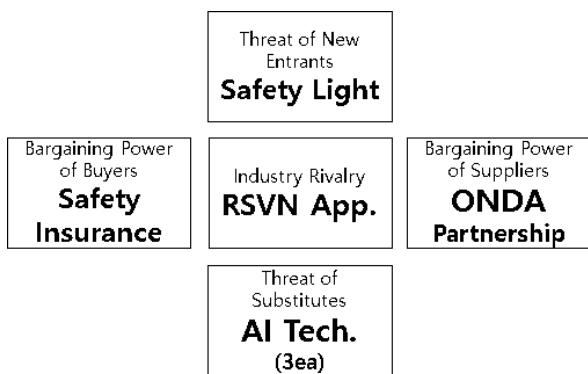 Threat of New
Entrants
Safety Light
Bargaining Power
of Buyers
Safety
Insurance
Industry Rivalry
RSVN App.
Bargaining Power
of Suppliers
ONDA
Partnership
Threat of
Substitutes
AI Tech.
(3ea)